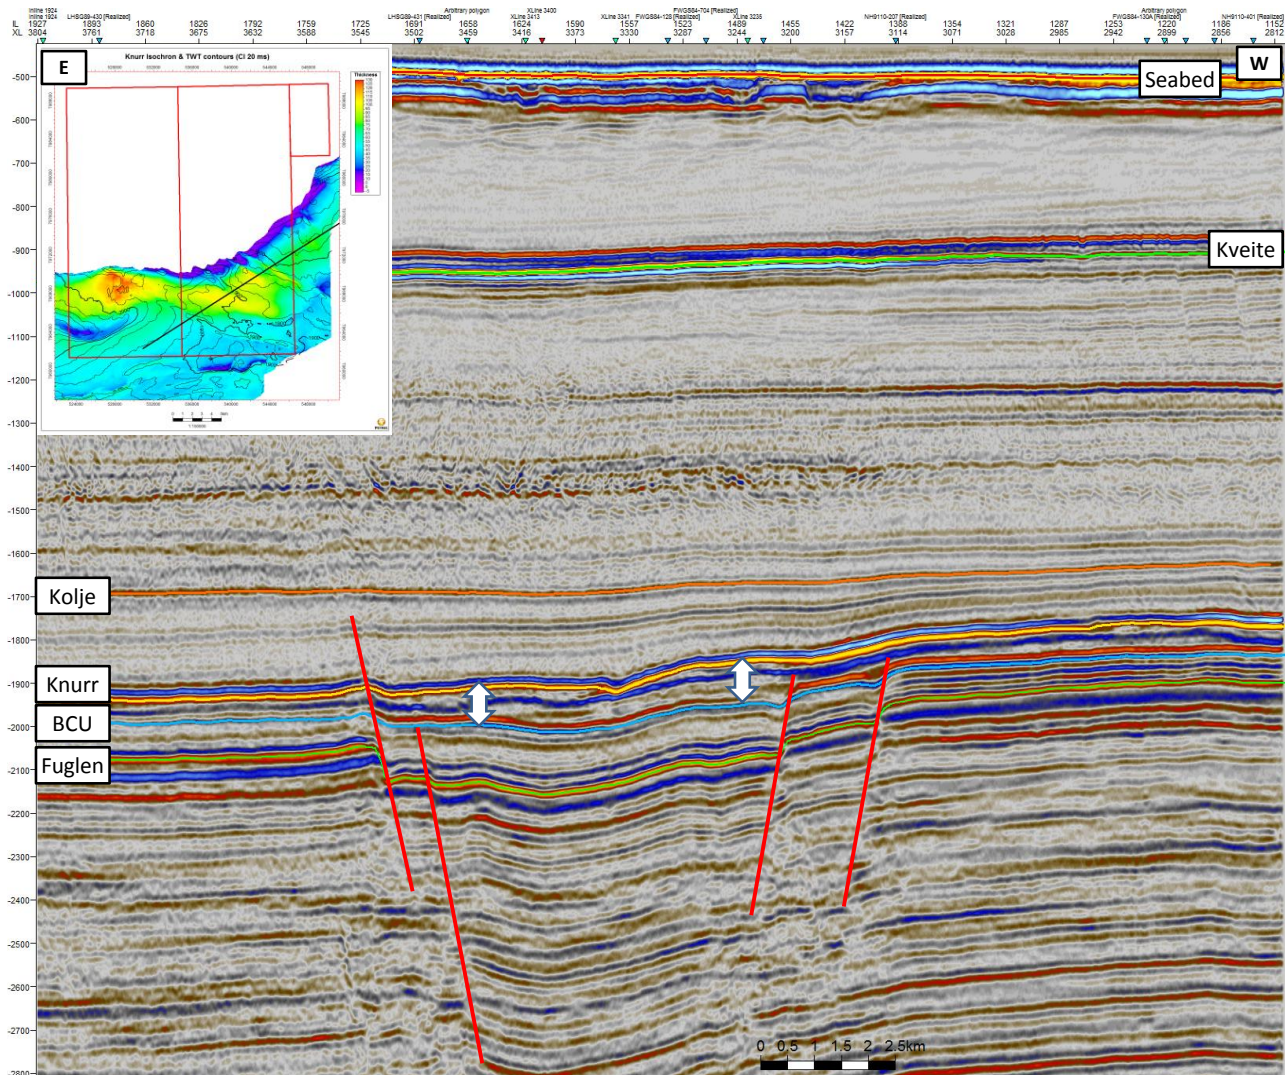 Inline 1924 LHSG89-430 [Realized] Arbitrary polygon XLine 3400 FWGS84-704 [Realized] Arbitrary polygon
Inline 1924 LHSG89-431 [Realized] XLine 3413 XLine 3341 FWGS84-128 [Realized] XLine 3235 NH9110-207 [Realized] FWGS84-130A [Realized] NH9110-401 [Realized]
IL 1927 1893 1860 1826 1792 1759 1725 1691 1658 1624 1590 1557 1523 1489 1455 1422 1388 1354 1321 1287 1253 1220 1186 1152
XL 3804 3761 3718 3675 3632 3588 3545 3502 3459 3416 3373 3330 3287 3244 3200 3157 3114 3071 3028 2985 2942 2899 2856 2812
E
Knurr Isochron & TWT contours (CI 20 ms)
Thickness
W
Seabed
-500
-600
-700
-800
-900
Kveite
-1000
-1100
-1200
-1300
-1400
-1500
-1600
Kolje
-1700
-1800
Knurr
-1900
BCU
-2000
Fuglen
-2100
-2200
-2300
-2400
-2500
-2600
-2700
-2800
0 0.5 1 1.5 2 2.5km